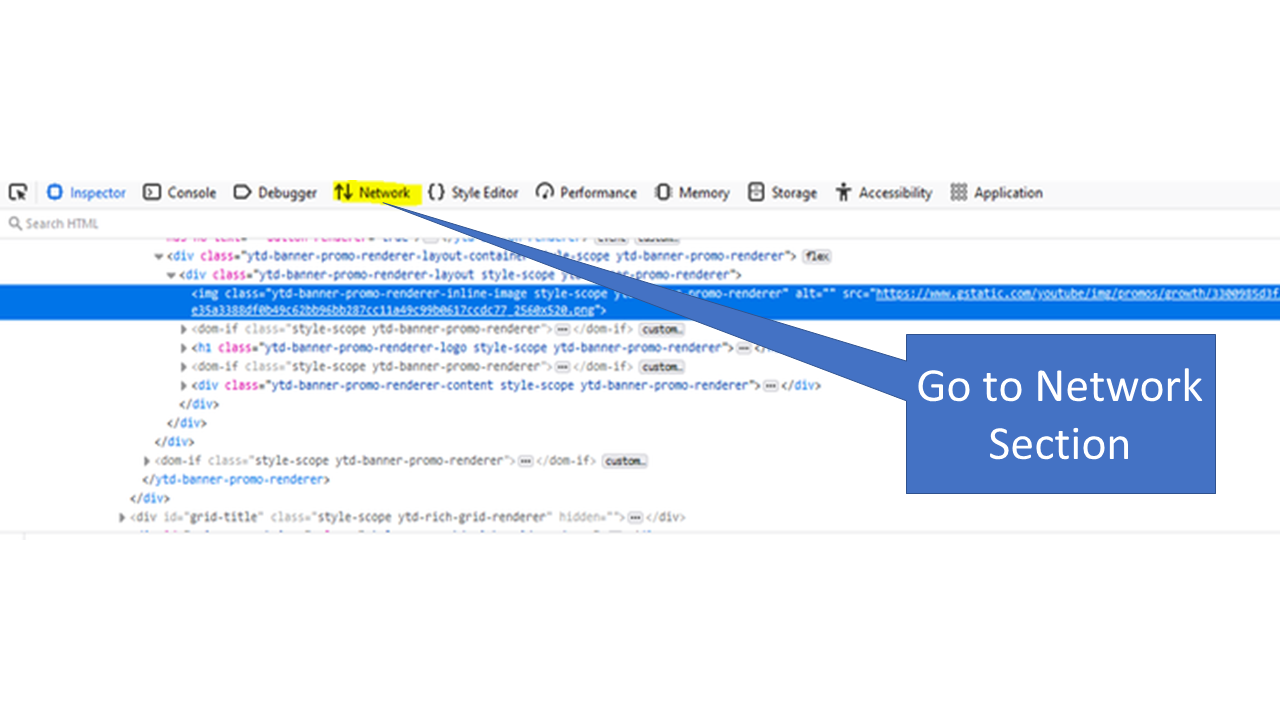 Inspector Console Debugger Network Style Editor Performance Memory Storage Accessibility Application
Search HTML
<div class="ytd-banner-promo-renderer-layout-container style-scope ytd-banner-promo-renderer"> flex
<div class="ytd-banner-promo-renderer-layout style-scope ytd-banner-promo-renderer">
<img class="ytd-banner-promo-renderer-inline-image style-scope promo-renderer" alt="" src="https://www.gstatic.com/youtube/img/promos/growth/3300985d3f
e35a3388df0b49c62bb96bb287cc11a49c99b0617ccdc77_2560x520.png">
<dom-if class="style-scope ytd-banner-promo-renderer"> ••• </dom-if> custom…
<h1 class="ytd-banner-promo-renderer-logo style-scope ytd-banner-promo-renderer"> •••
<dom-if class="style-scope ytd-banner-promo-renderer"> ••• </dom-if> custom…
<div class="ytd-banner-promo-renderer-content style-scope ytd-banner-promo-renderer"> ••• </div>
</div>
</div>
</div>
<dom-if class="style-scope ytd-banner-promo-renderer"> ••• </dom-if> custom…
</ytd-banner-promo-renderer>
</div>
<div id="grid-title" class="style-scope ytd-rich-grid-renderer" hidden=""> ••• </div>
Go to Network
Section